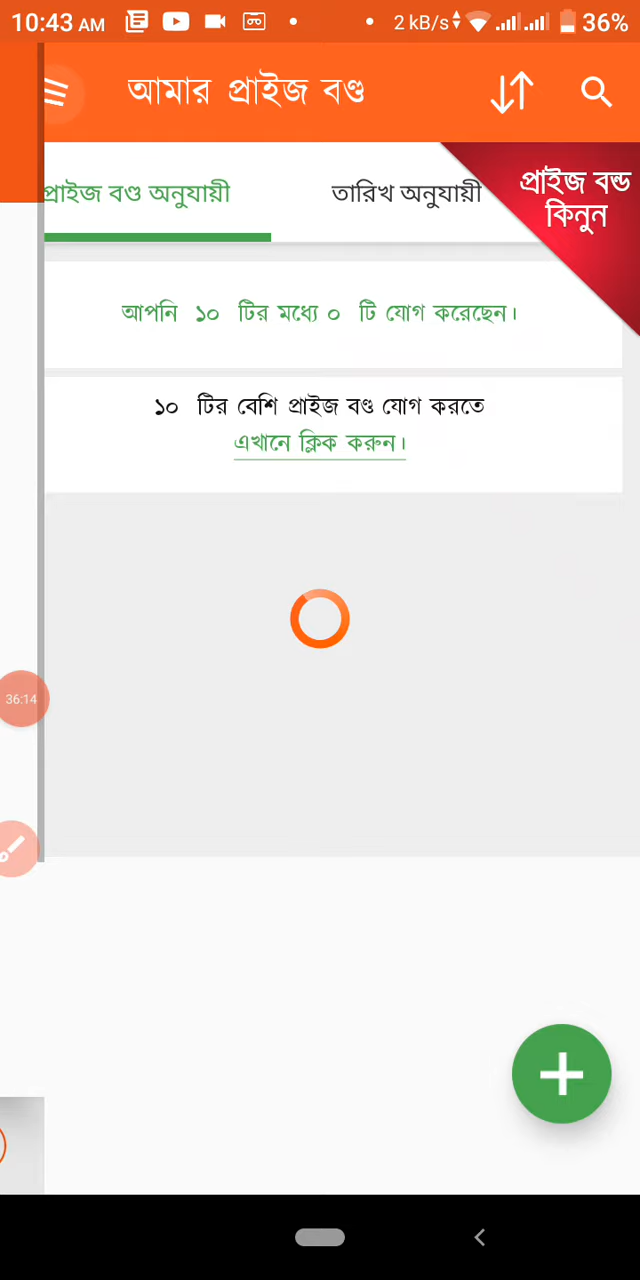 10:43 AM
2 kB/s
36%
আমার প্রাইজ বণ্ড
প্রাইজ বণ্ড অনুযায়ী
তারিখ অনুযায়ী
প্রাইজ বন্ড
কিনুন
আপনি ১০ টির মধ্যে ০ টি যোগ করেছেন।
১০ টির বেশি প্রাইজ বণ্ড যোগ করতে
এখানে ক্লিক করুন।
36:14